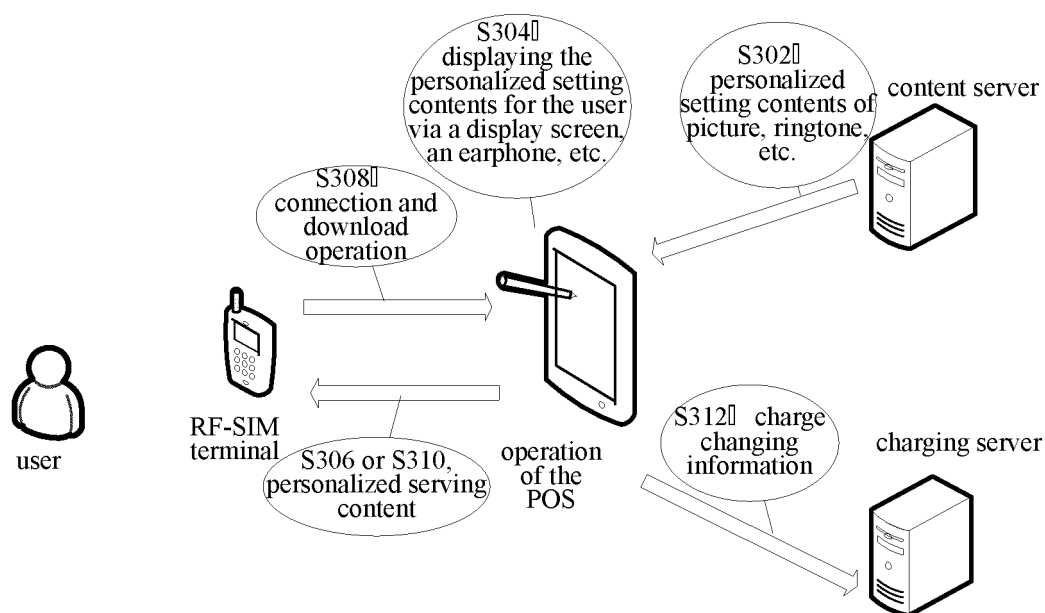 S304▯
displaying the
personalized setting
contents for the user
via a display screen,
an earphone, etc.
S302▯
personalized
setting contents of
picture, ringtone,
etc.
content server
S308▯
connection and
download
operation
user
RF-SIM
terminal
S306 or S310,
personalized serving
content
operation
of the
POS
S312▯ charge
changing
information
charging server